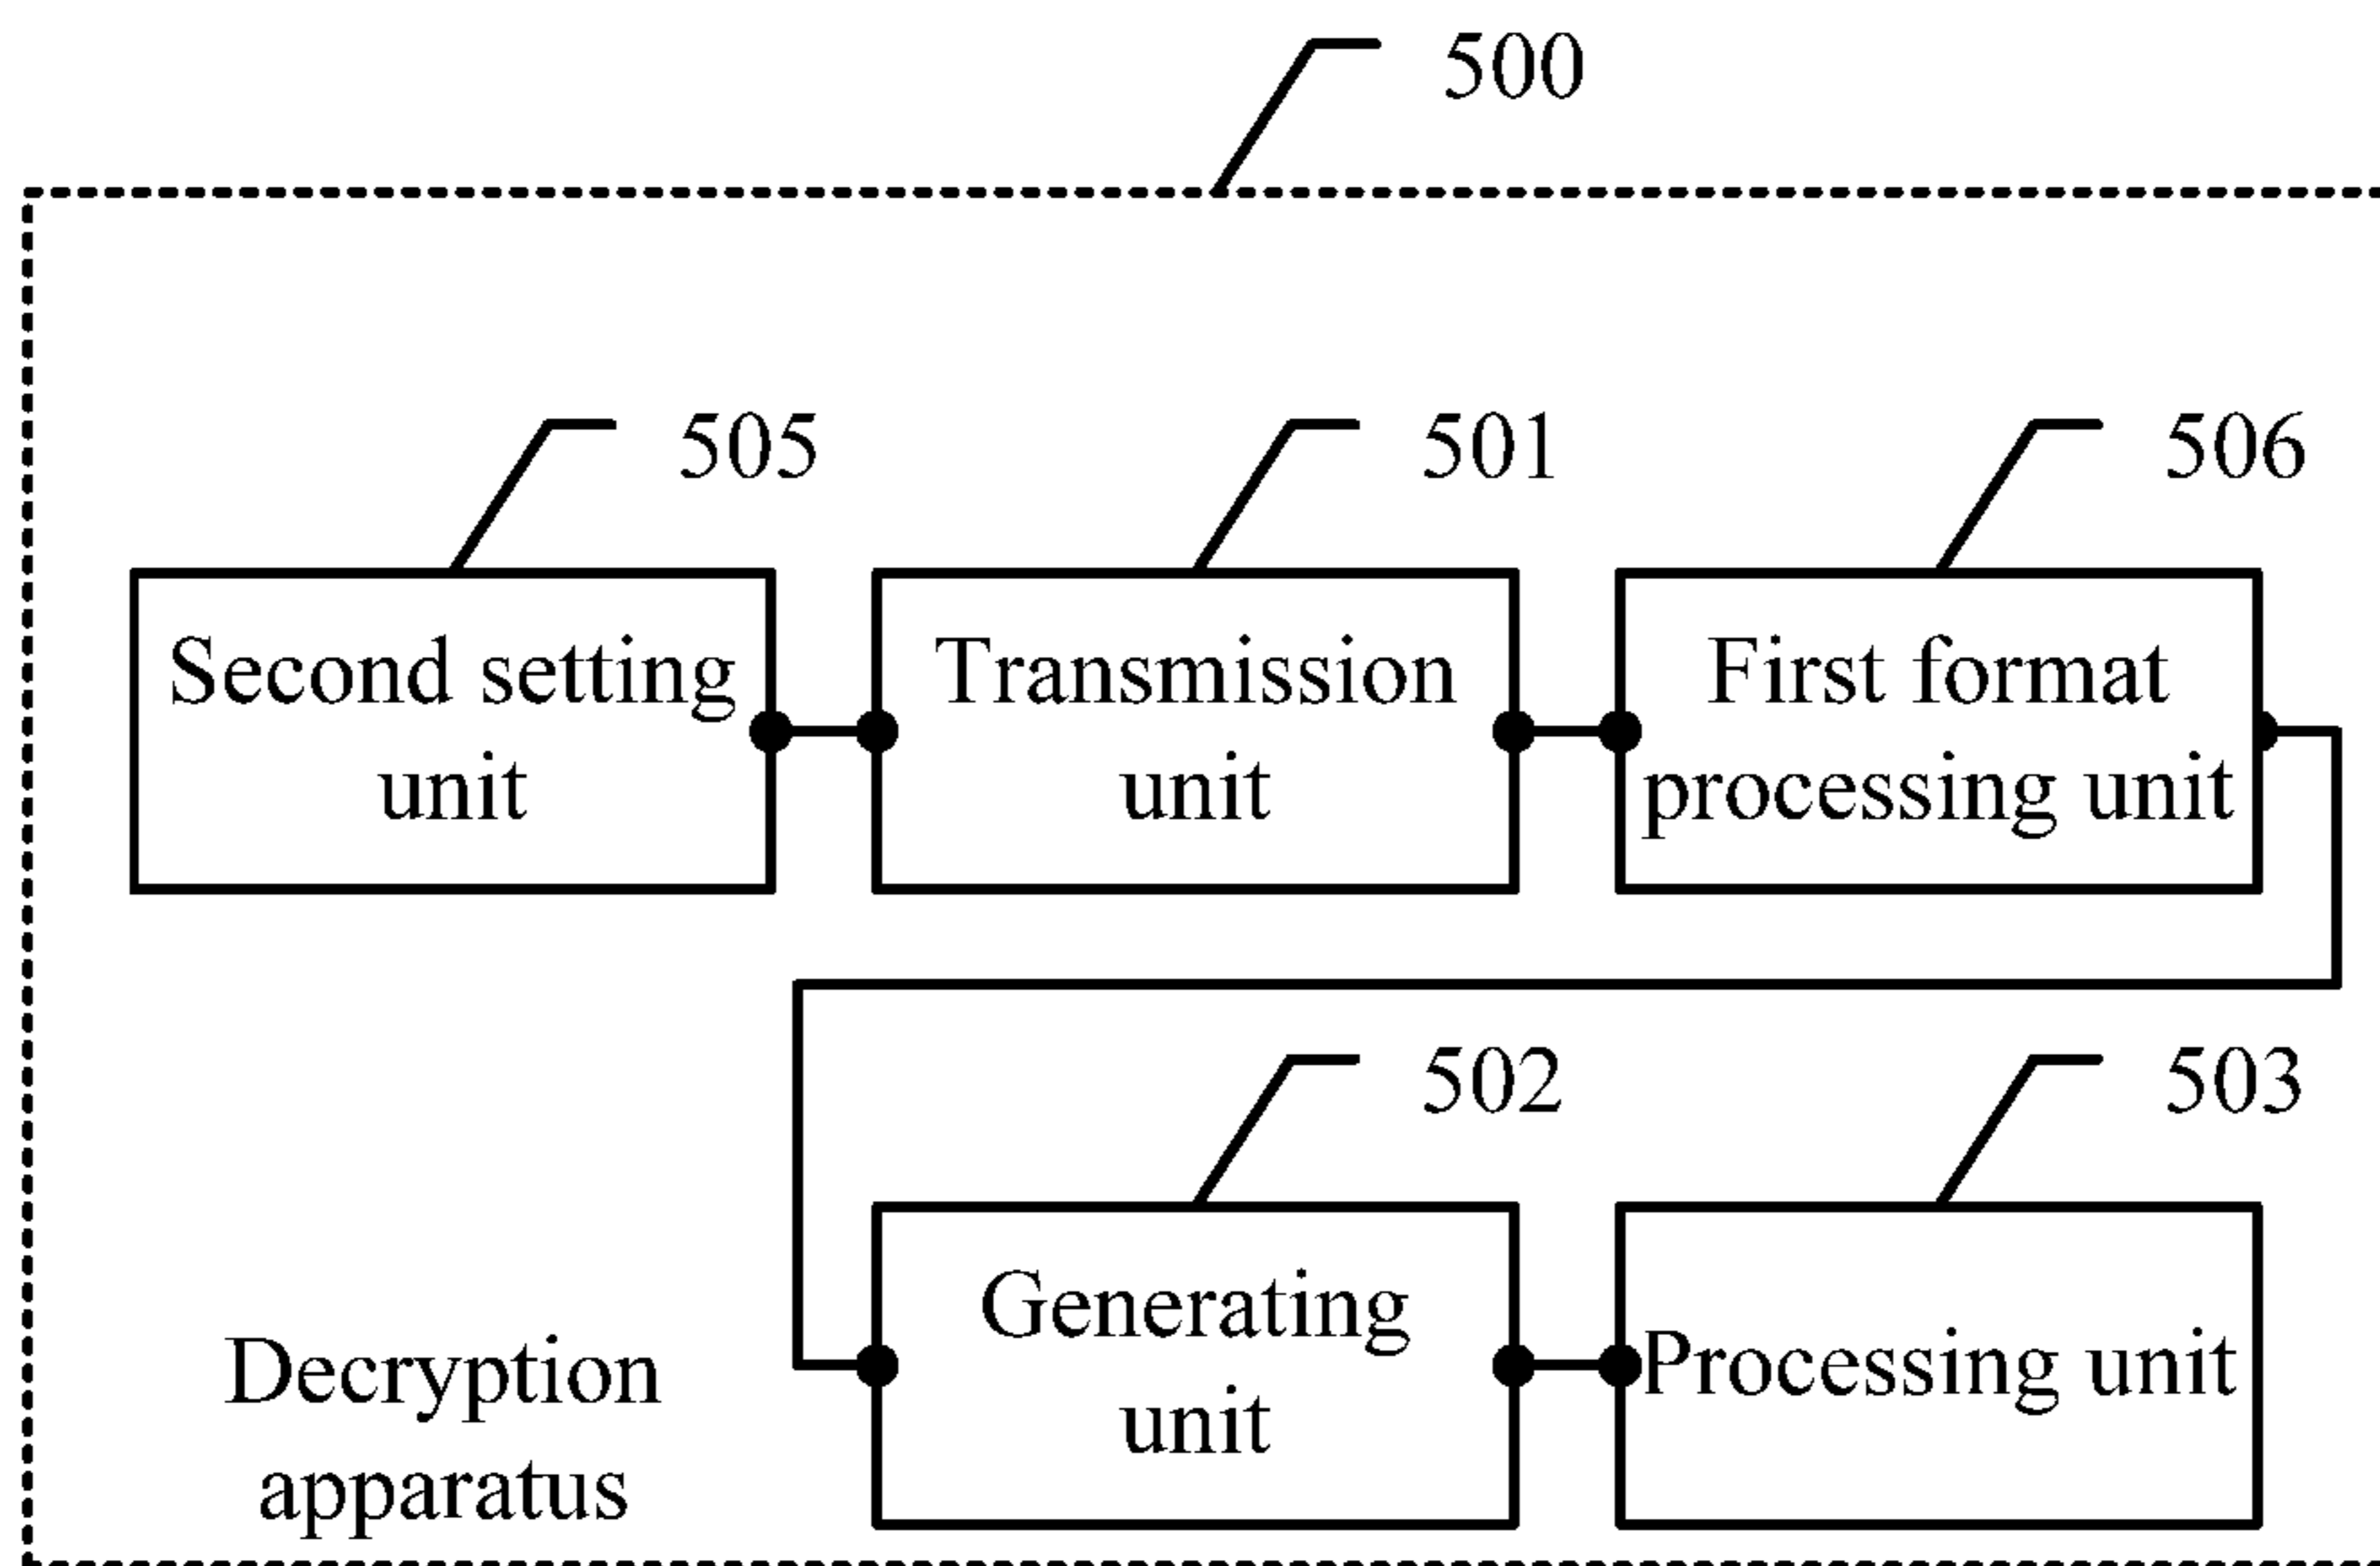 500
505
501
506
Second setting
unit
Transmission
unit
First format
processing unit
502
503
Generating
unit
Processing unit
Decryption
apparatus